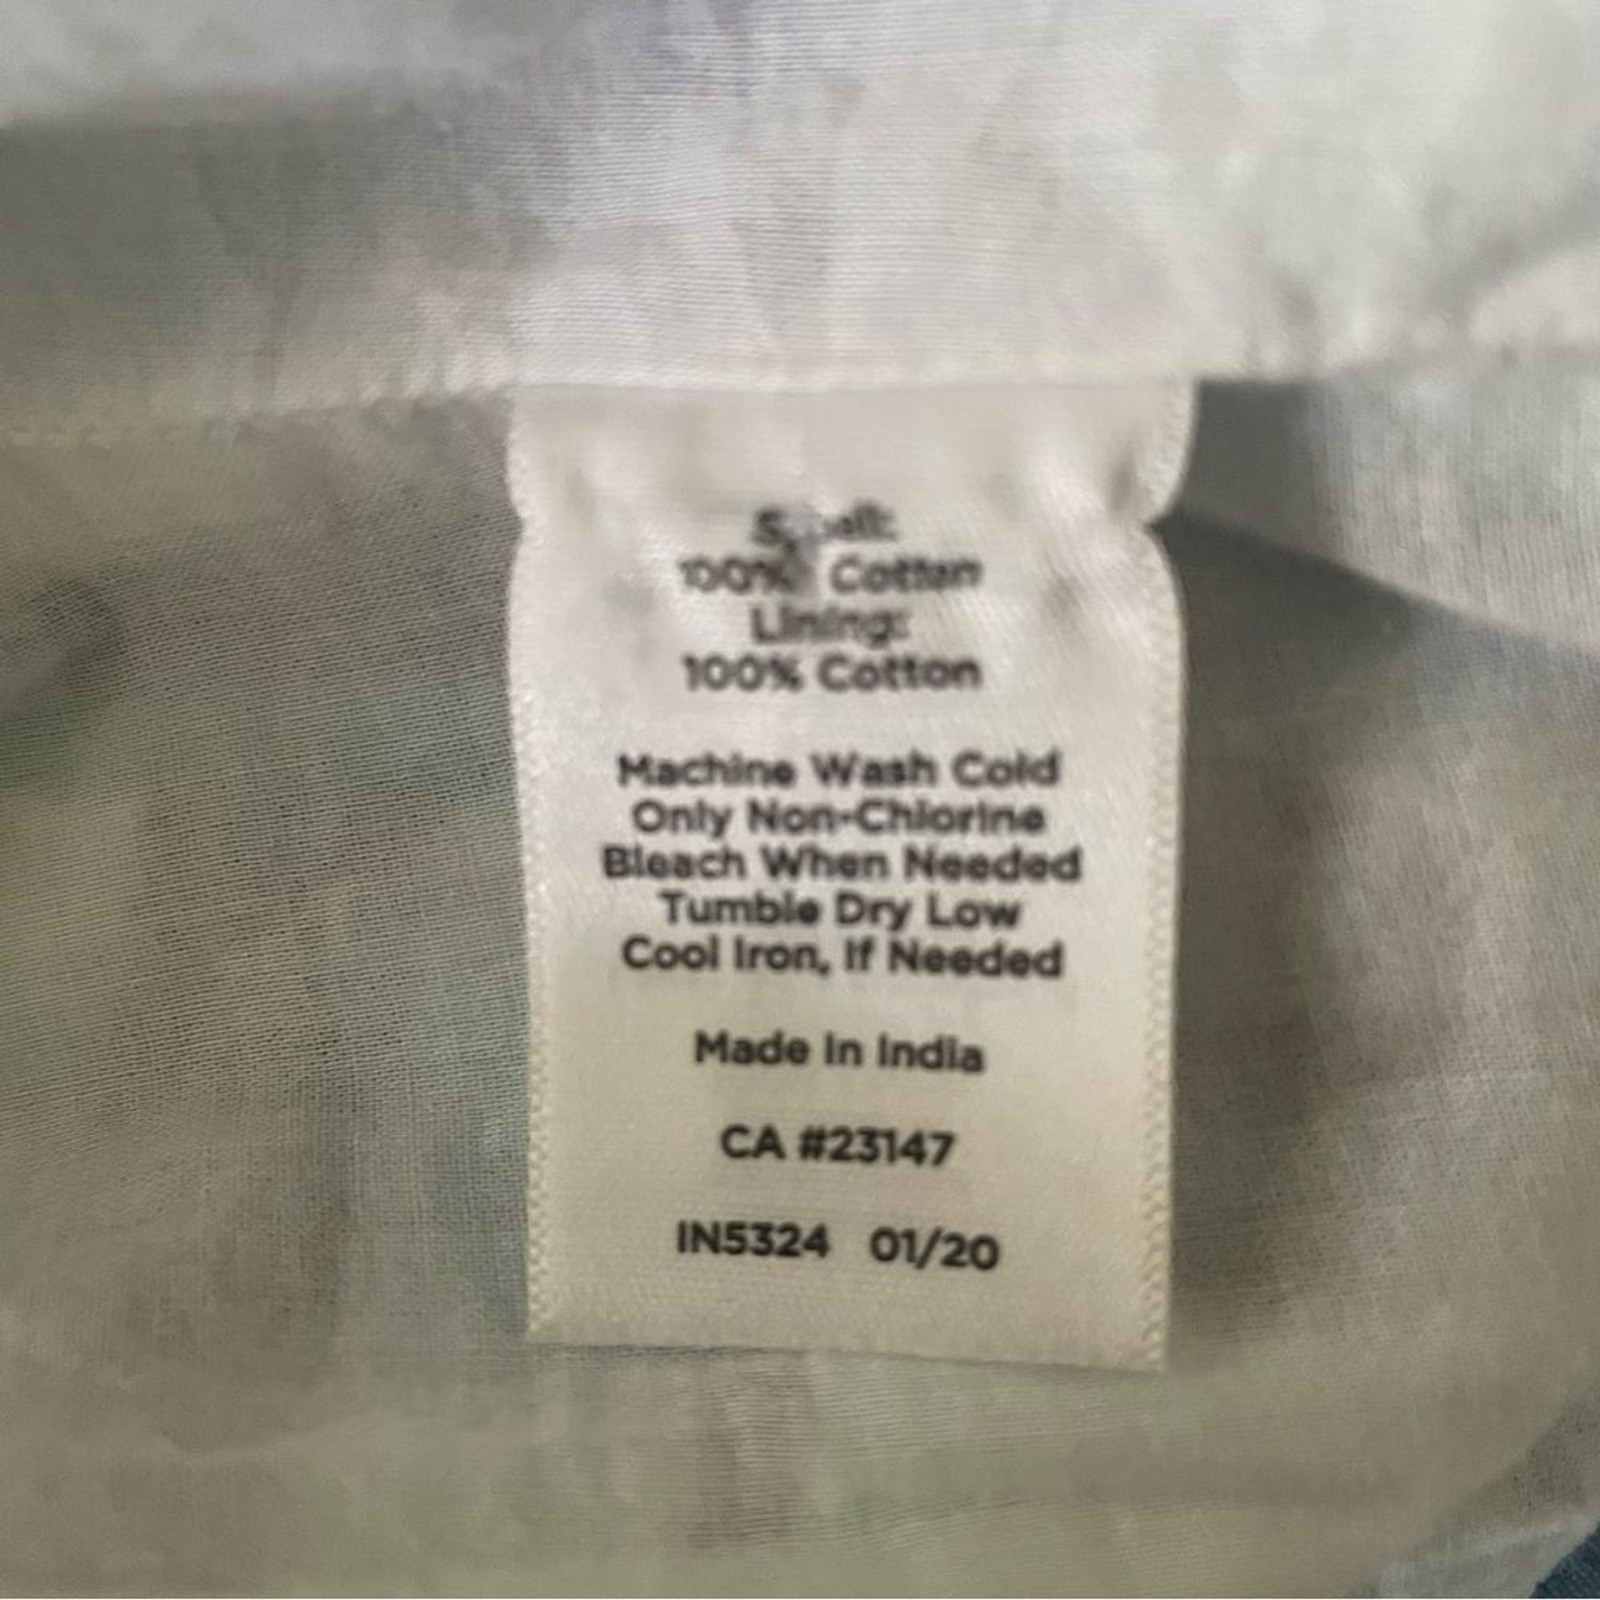 100% Cotton
Lining:
100% Cotton
Machine Wash Cold
Only Non-Chlorine
Bleach When Needed
Tumble Dry Low
Cool Iron, If Needed
Made In India
CA #23147
IN5324 01/20